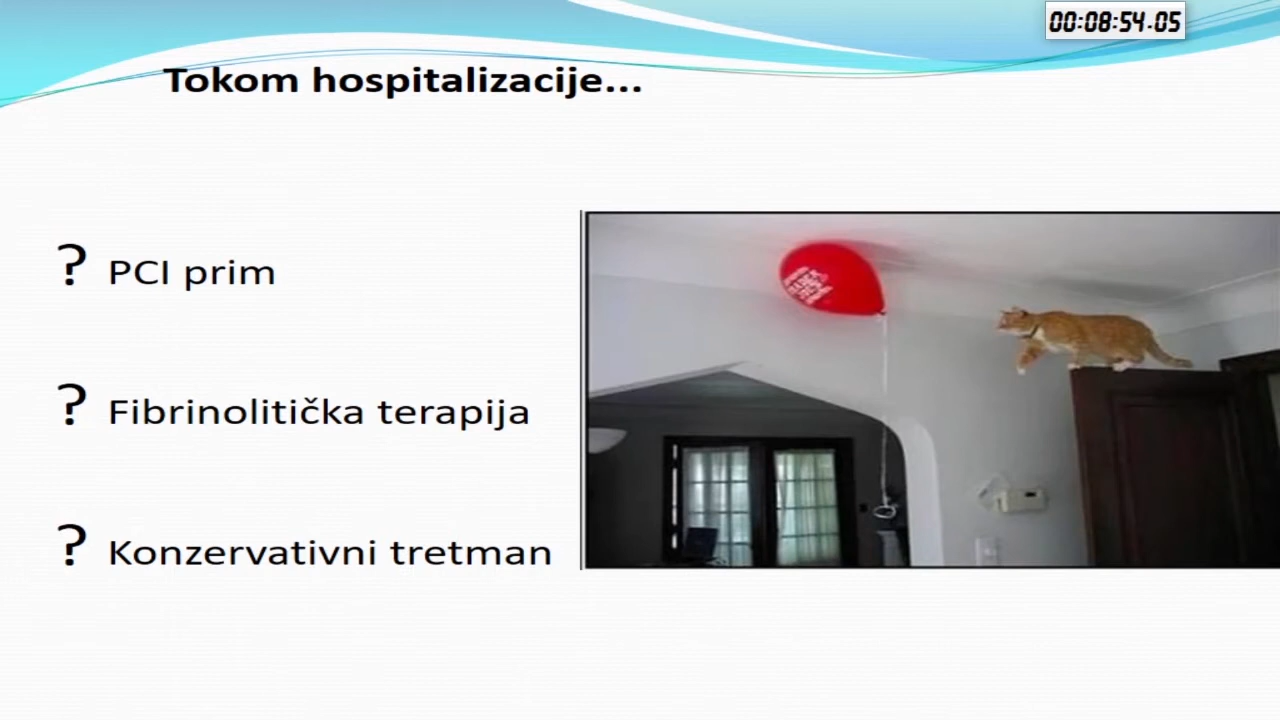 00:08:54.05
Tokom hospitalizacije...
? PCI prim
? Fibrinolitička terapija
? Konzervativni tretman